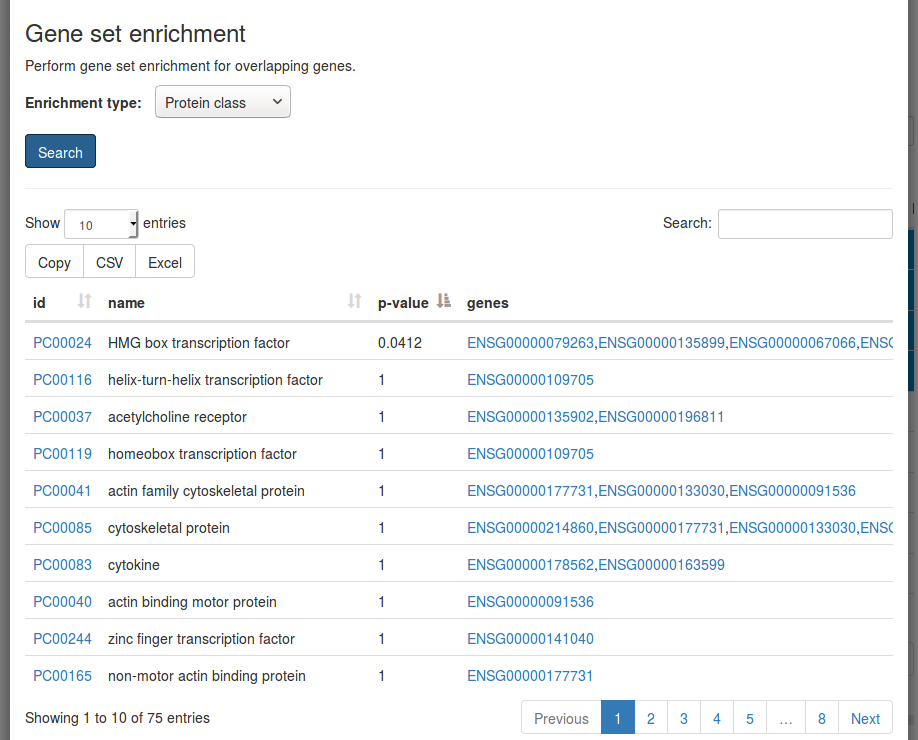 Gene set enrichment
Perform gene set enrichment for overlapping genes.
Enrichment type: Protein class
Search
Show 10 entries Search:
Copy CSV Excel
id name p-value genes
PC00024 HMG box transcription factor 0.0412 ENSG00000079263,ENSG00000135899,ENSG00000067066,ENSG
PC00116 helix-turn-helix transcription factor 1 ENSG00000109705
PC00037 acetylcholine receptor 1 ENSG00000135902,ENSG00000196811
PC00119 homeobox transcription factor 1 ENSG00000109705
PC00041 actin family cytoskeletal protein 1 ENSG00000177731,ENSG00000133030,ENSG00000091536
PC00085 cytoskeletal protein 1 ENSG00000214860,ENSG00000177731,ENSG00000133030,ENSG
PC00083 cytokine 1 ENSG00000178562,ENSG00000163599
PC00040 actin binding motor protein 1 ENSG00000091536
PC00244 zinc finger transcription factor 1 ENSG00000141040
PC00165 non-motor actin binding protein 1 ENSG00000177731
Showing 1 to 10 of 75 entries Previous 1 2 3 4 5 … 8 Next